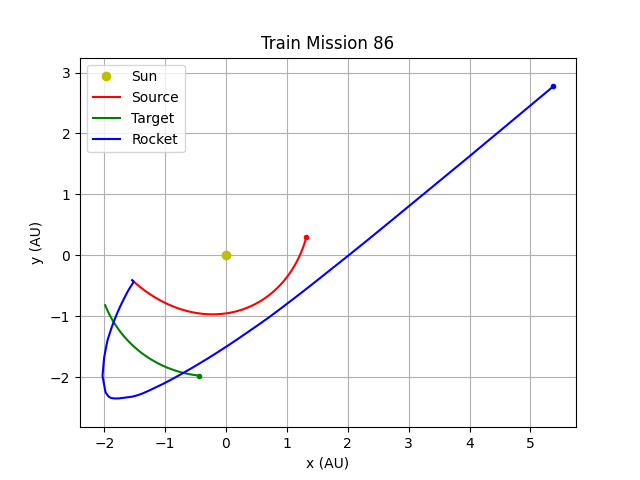 Train Mission 86
Sun
Source
Target
Rocket
3
2
1
0
−1
−2
y (AU)
−2 −1 0 1 2 3 4 5
x (AU)